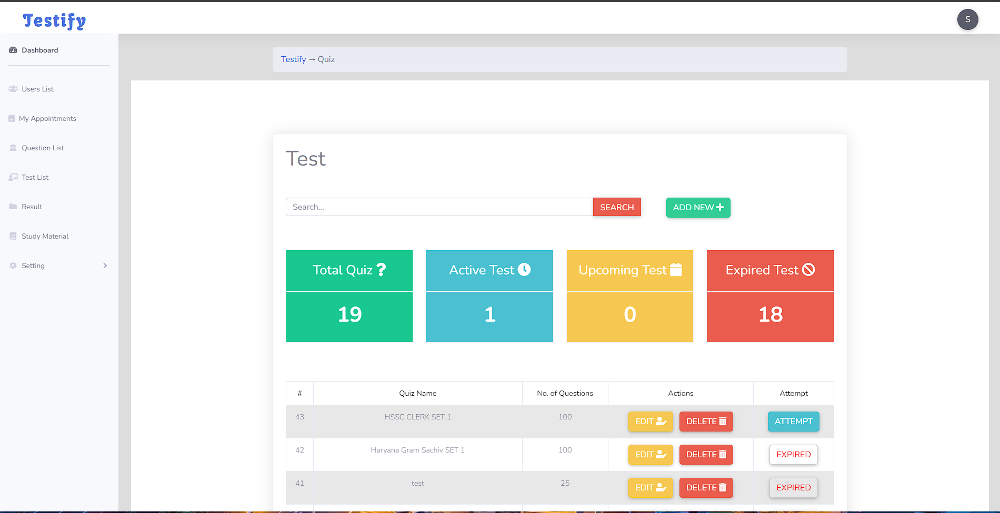 Testify
S
Dashboard
Testify → Quiz
Users List
My Appointments
Question List
Test List
Result
Study Material
Setting
Test
Search...
SEARCH
ADD NEW
Total Quiz
Active Test
Upcoming Test
Expired Test
19
1
0
18
# Quiz Name No. of Questions Actions Attempt
43 HSSC CLERK SET 1 100 EDIT DELETE ATTEMPT
42 Haryana Gram Sachiv SET 1 100 EDIT DELETE EXPIRED
41 test 25 EDIT DELETE EXPIRED